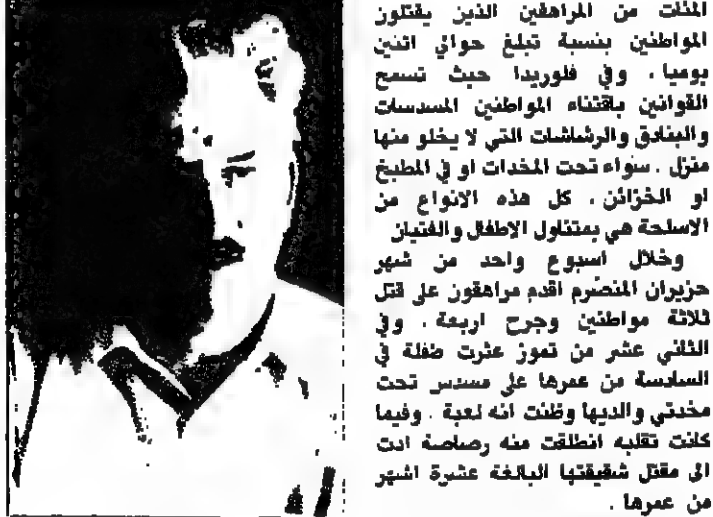 المئات من المراهقين الذين يقتلون
المواطنين بنسبة تبلغ حوالي اثنين
يوميا . وفي فلوريدا حيث تسمح
القوانين باقتناء المواطنين المسدسات
والبنادق والرشاشات التي لا يخلو منها
منزل . سواء تحت المخدات او في المطبخ
او الخزائن . كل هذه الانواع من
الاسلحة هي بمتناول الاطفال والفتيان
وخلال اسبوع واحد من شهر
حزيران المنصرم اقدم مراهقون على قتل
ثلاثة مواطنين وجرح اربعة . وفي
الثاني عشر من تموز عثرت طفلة في
السادسة من عمرها على مسدس تحت
مخدتي والديها وظنت انه لعبة . وفيما
كانت تقلبه انطلقت منه رصاصة ادت
الى مقتل شقيقتها البالغة عشرة اشهر
من عمرها .